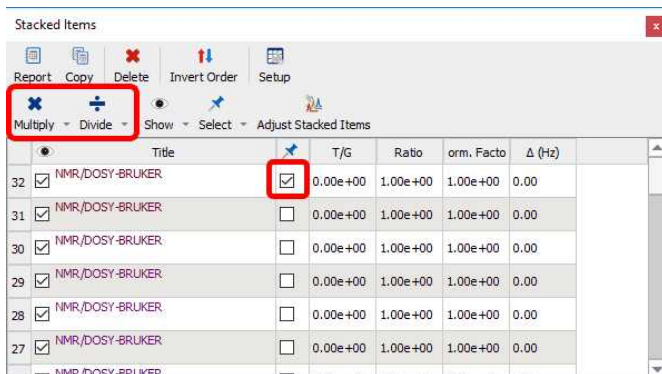 Stacked Items
x
Report Copy Delete Invert Order Setup
Multiply Divide Show Select Adjust Stacked Items
Title T/G Ratio orm. Facto Δ (Hz)
32 NMR/DOSY-BRUKER 0.00e+00 1.00e+00 1.00e+00 0.00
31 NMR/DOSY-BRUKER 0.00e+00 1.00e+00 1.00e+00 0.00
30 NMR/DOSY-BRUKER 0.00e+00 1.00e+00 1.00e+00 0.00
29 NMR/DOSY-BRUKER 0.00e+00 1.00e+00 1.00e+00 0.00
28 NMR/DOSY-BRUKER 0.00e+00 1.00e+00 1.00e+00 0.00
27 NMR/DOSY-BRUKER 0.00e+00 1.00e+00 1.00e+00 0.00
NMR/DOSY-BRUKER